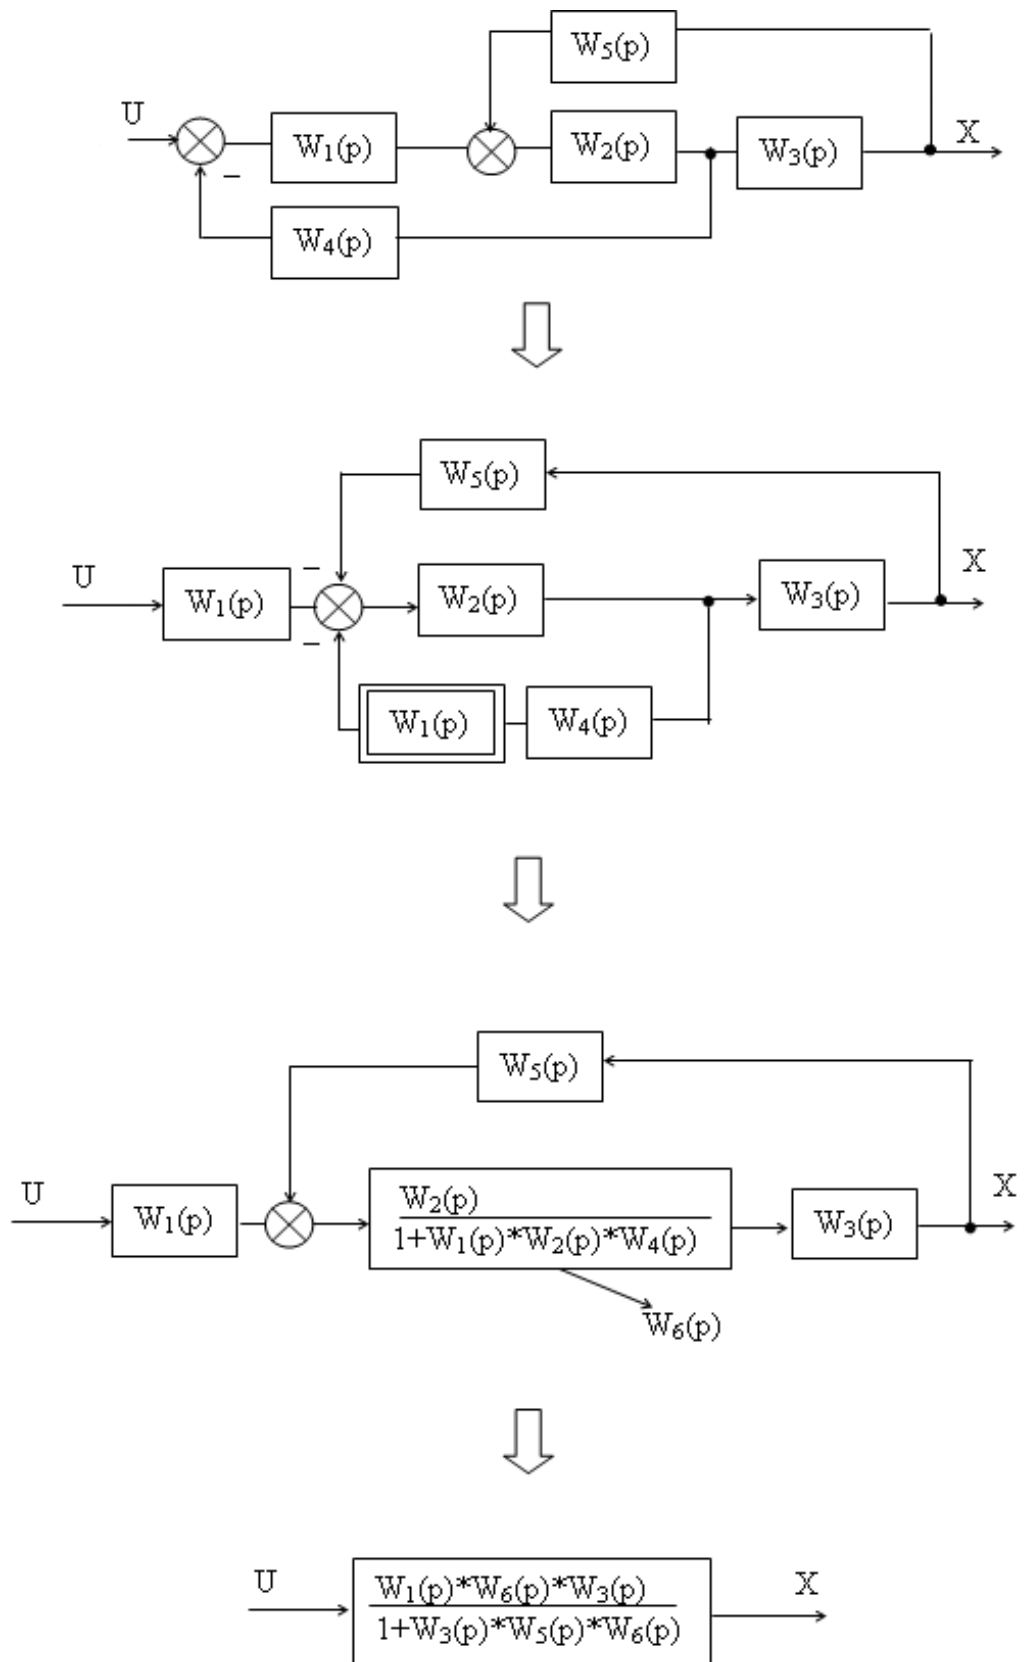 W₅(p)
U
W₁(p)
W₂(p)
W₃(p)
X
–
W₄(p)
W₅(p)
U
W₁(p)
–
W₂(p)
W₃(p)
X
–
W₁(p)
W₄(p)
W₅(p)
U
W₁(p)
W₂(p)
1+W₁(p)*W₂(p)*W₄(p)
W₃(p)
X
W₆(p)
U
W₁(p)*W₆(p)*W₃(p)
1+W₃(p)*W₅(p)*W₆(p)
X